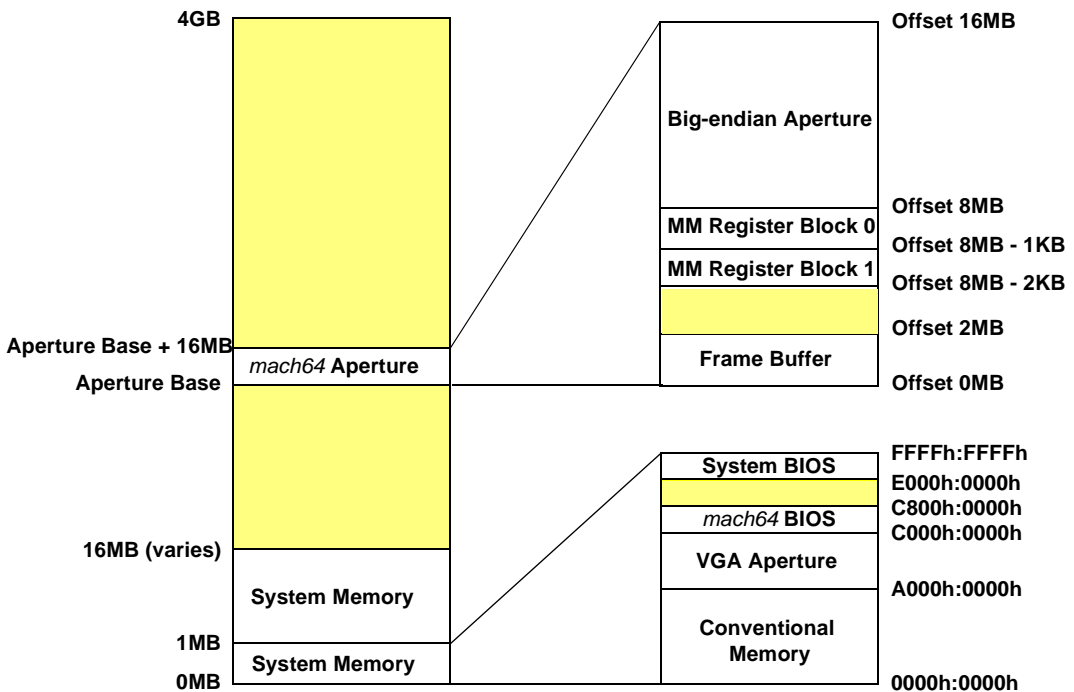 4GB
Aperture Base + 16MB
mach64 Aperture
Aperture Base
16MB (varies)
System Memory
1MB
System Memory
0MB
Offset 16MB
Big-endian Aperture
Offset 8MB
MM Register Block 0
Offset 8MB - 1KB
MM Register Block 1
Offset 8MB - 2KB
Offset 2MB
Frame Buffer
Offset 0MB
FFFFh:FFFFh
System BIOS
E000h:0000h
C800h:0000h
mach64 BIOS
C000h:0000h
VGA Aperture
A000h:0000h
Conventional
Memory
0000h:0000h